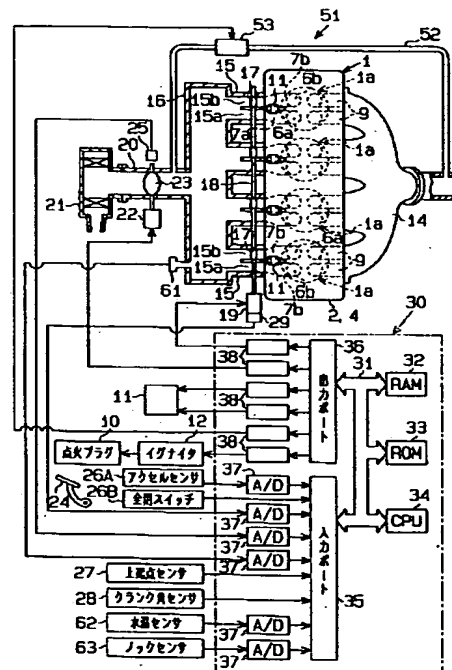 51
53
52
15
17
7b
6b
1
1a
16
15b
11
25
20
15a
9
7a
6a
1a
23
18
21
1a
22
17
7b
6a
14
15b
15a
9
11
1a
61
15
6b
7b
2, 4
19
29
30
38
36
31
32
RAM
38
出力ポート
11
33
ROM
38
10
12
38
点火プラグ
イグナイタ
34
CPU
26A
アクセルセンサ
37
A/D
24
26B
全閉スイッチ
A/D
37
A/D
37
A/D
37
入力ポート
27
上死点センサ
35
28
クランク角センサ
62
水温センサ
A/D
37
63
ノックセンサ
A/D
37